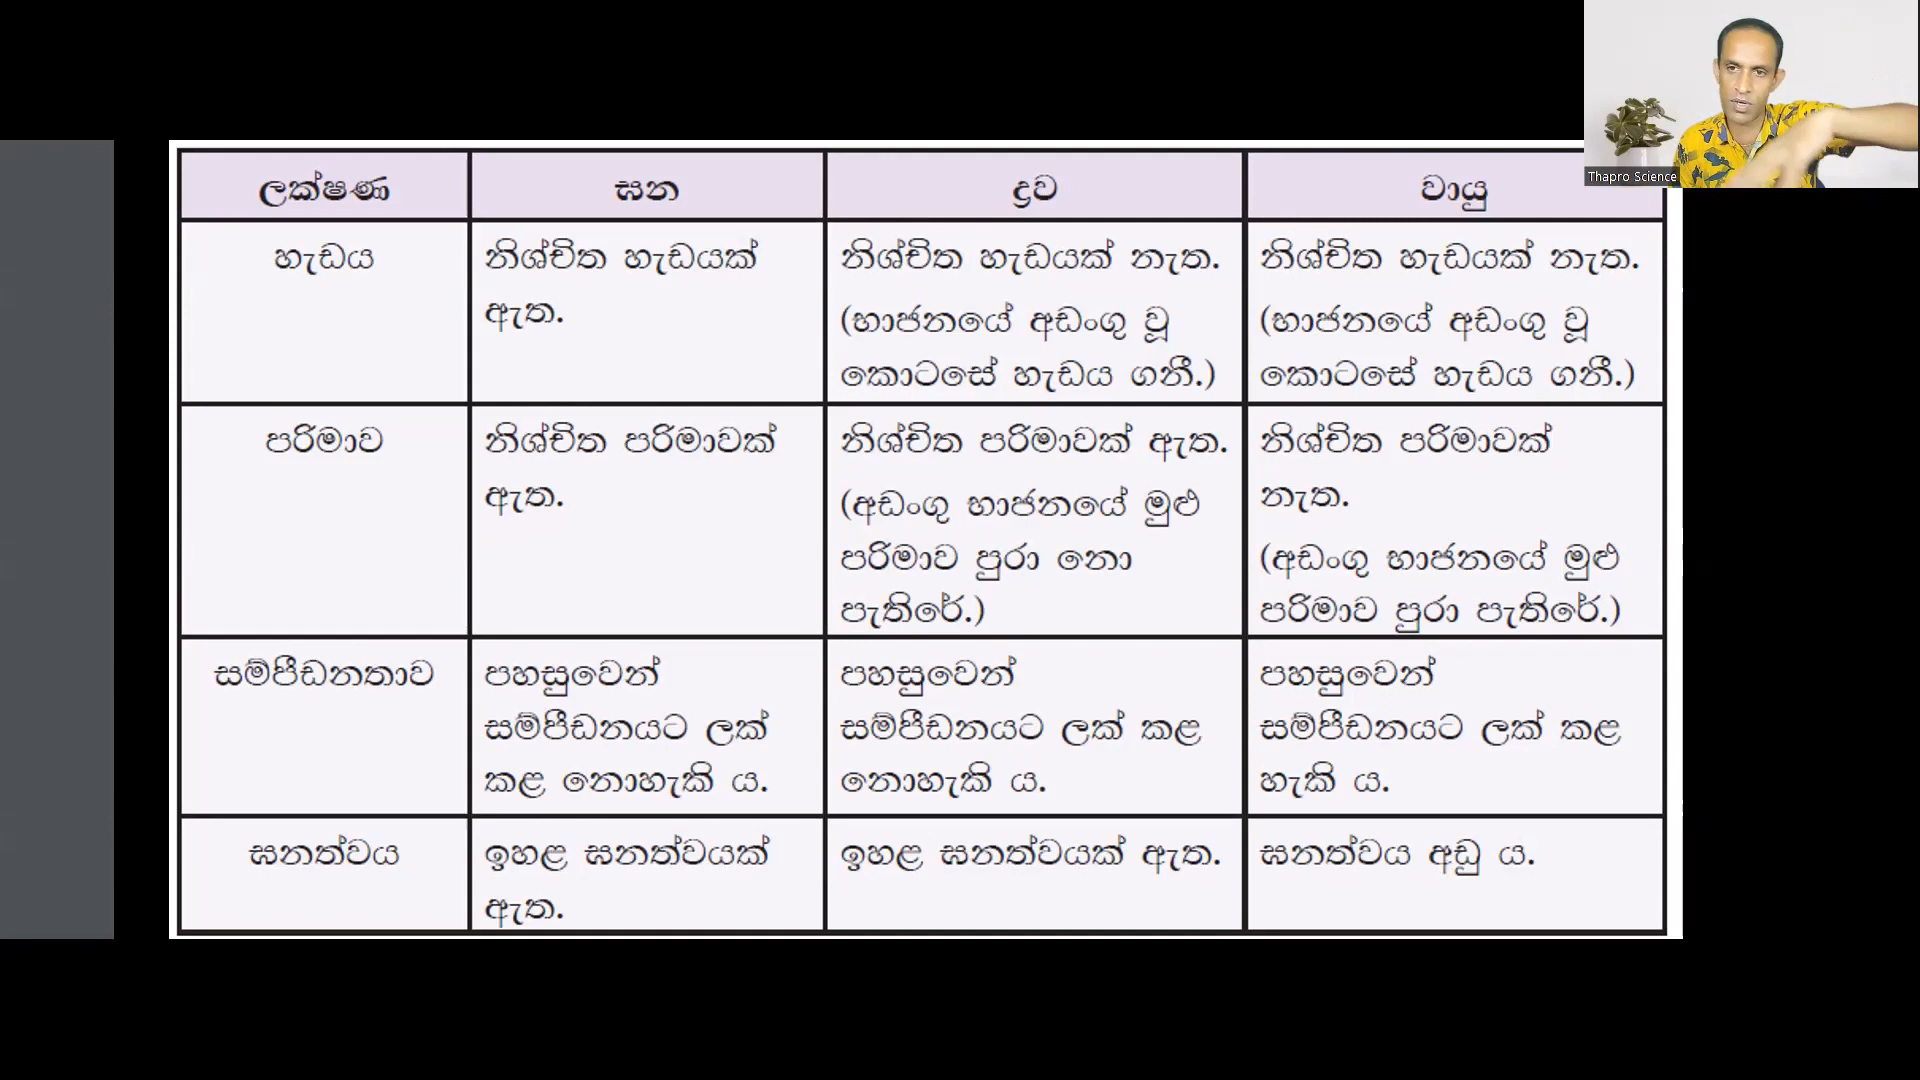 Thapro Science
ලක්ෂණ
ඝන
ද්‍රව
වායු
හැඩය
නිශ්චිත හැඩයක්
ඇත.
නිශ්චිත හැඩයක් නැත.
(භාජනයේ අඩංගු වූ
කොටසේ හැඩය ගනී.)
නිශ්චිත හැඩයක් නැත.
(භාජනයේ අඩංගු වූ
කොටසේ හැඩය ගනී.)
පරිමාව
නිශ්චිත පරිමාවක්
ඇත.
නිශ්චිත පරිමාවක් ඇත.
(අඩංගු භාජනයේ මුළු
පරිමාව පුරා නො
පැතිරේ.)
නිශ්චිත පරිමාවක්
නැත.
(අඩංගු භාජනයේ මුළු
පරිමාව පුරා පැතිරේ.)
සම්පීඩනතාව
පහසුවෙන්
සම්පීඩනයට ලක්
කළ නොහැකි ය.
පහසුවෙන්
සම්පීඩනයට ලක් කළ
නොහැකි ය.
පහසුවෙන්
සම්පීඩනයට ලක් කළ
හැකි ය.
ඝනත්වය
ඉහළ ඝනත්වයක්
ඇත.
ඉහළ ඝනත්වයක් ඇත.
ඝනත්වය අඩු ය.